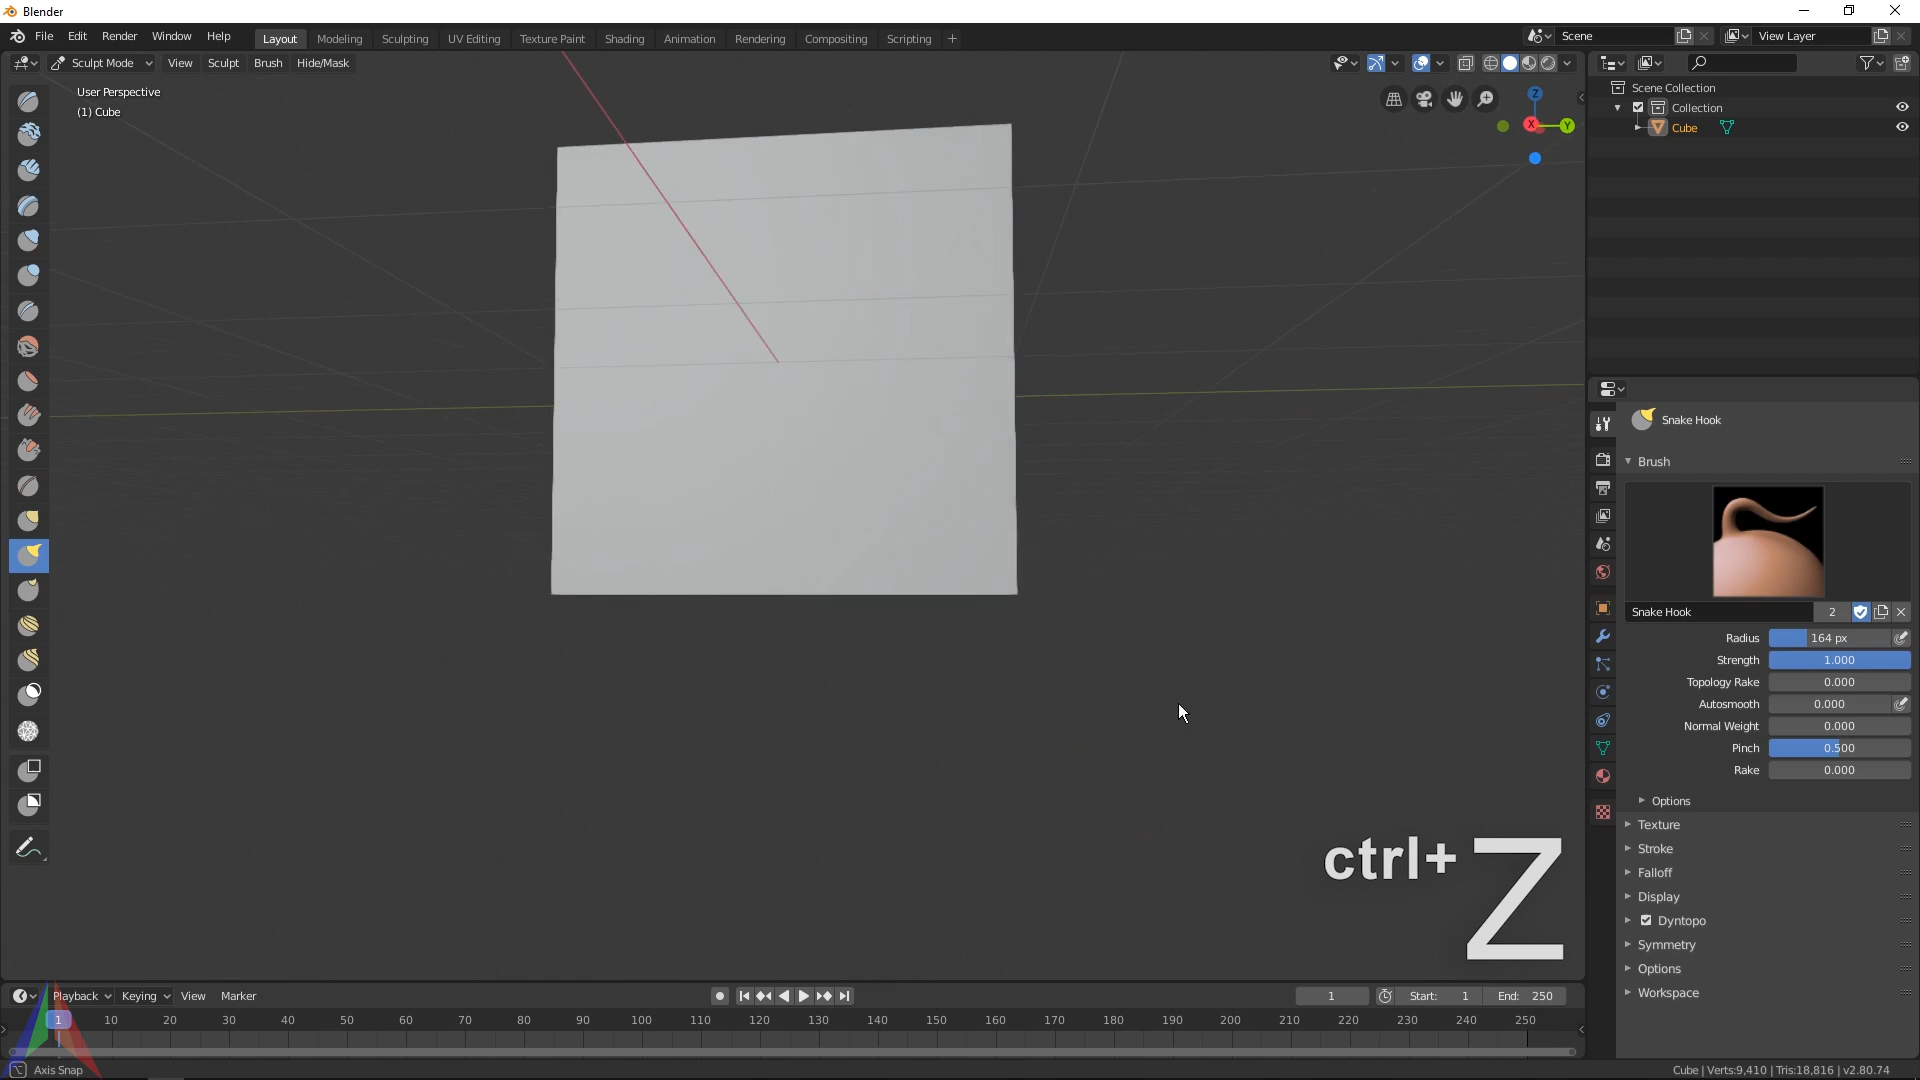 Blender
File Edit Render Window Help
Layout Modeling Sculpting UV Editing Texture Paint Shading Animation Rendering Compositing Scripting +
Scene
View Layer
Sculpt Mode View Sculpt Brush Hide/Mask
User Perspective
(1) Cube
Z
X
Y
Scene Collection
Collection
Cube
Snake Hook
Brush
Snake Hook 2
Radius 164 px
Strength 1.000
Topology Rake 0.000
Autosmooth 0.000
Normal Weight 0.000
Pinch 0.500
Rake 0.000
Options
Texture
Stroke
Falloff
Display
Dyntopo
Symmetry
Options
Workspace
ctrl+ Z
Playback Keying View Marker
1 Start: 1 End: 250
1 10 20 30 40 50 60 70 80 90 100 110 120 130 140 150 160 170 180 190 200 210 220 230 240 250
Axis Snap
Cube | Verts:9,410 | Tris:18,816 | v2.80.74